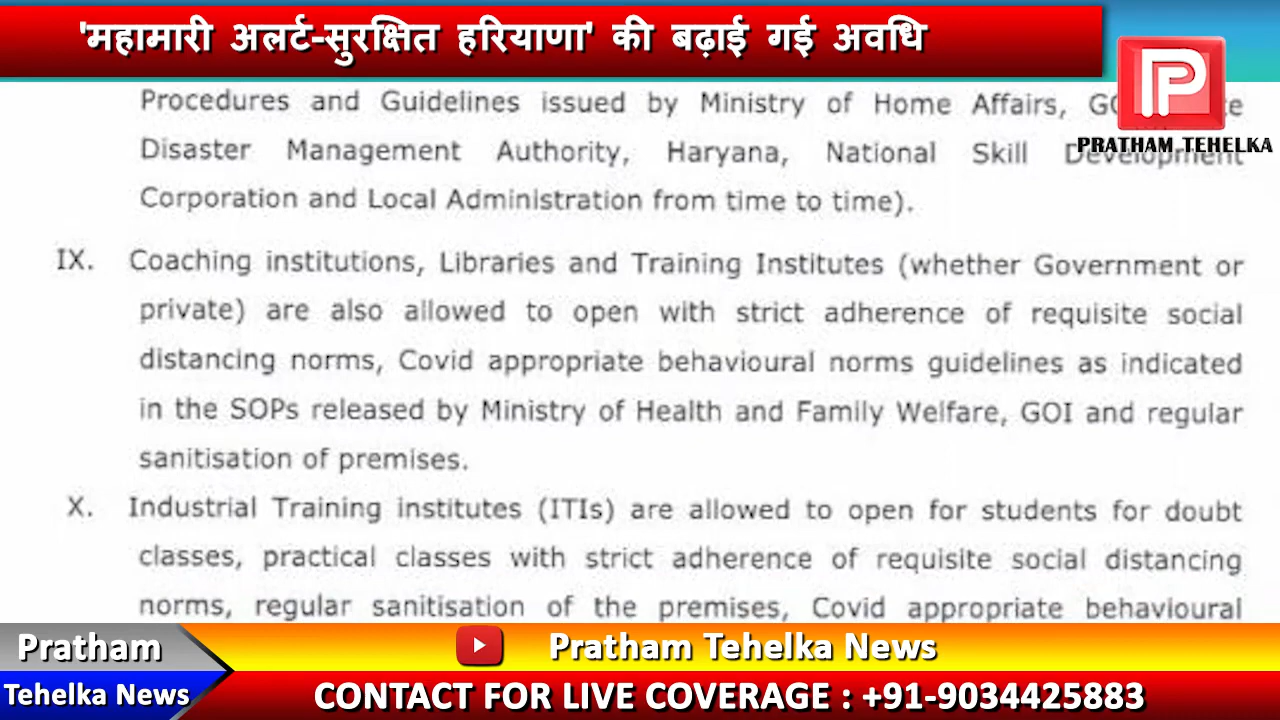 'महामारी अलर्ट-सुरक्षित हरियाणा' की बढ़ाई गई अवधि
Procedures and Guidelines issued by Ministry of Home Affairs,
PRATHAM TEHELKA
Disaster Management Authority, Haryana, National Skill Development
Corporation and Local Administration from time to time).
IX. Coaching institutions, Libraries and Training Institutes (whether Government or
private) are also allowed to open with strict adherence of requisite social
distancing norms, Covid appropriate behavioural norms guidelines as indicated
in the SOPs released by Ministry of Health and Family Welfare, GOI and regular
sanitisation of premises.
X. Industrial Training institutes (ITIs) are allowed to open for students for doubt
classes, practical classes with strict adherence of requisite social distancing
norms, regular sanitisation of the premises, Covid appropriate behavioural
Pratham
Pratham Tehelka News
Tehelka News
CONTACT FOR LIVE COVERAGE : +91-9034425883